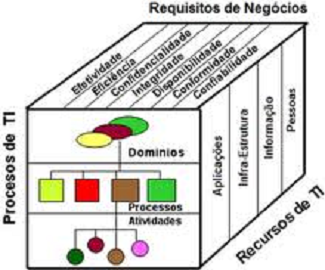 Requisitos de Negócios
Efetividade
Eficiência
Confidencialidade
Integridade
Disponibilidade
Conformidade
Confiabilidade
Procesos de TI
Domínios
Processos
Atividades
Aplicações
Infra-Estrutura
Informação
Pessoas
Recursos de TI